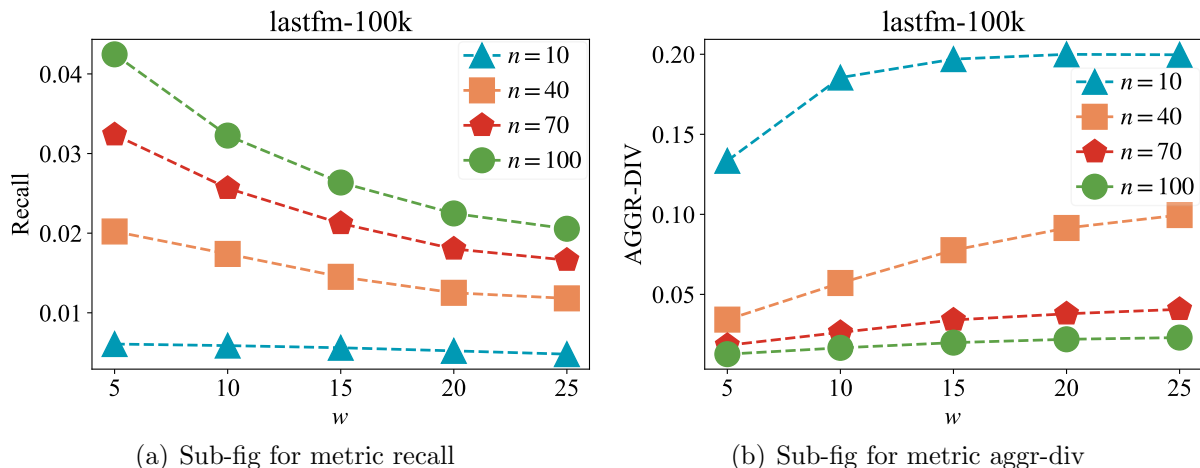 lastfm-100k
Recall
0.04
0.03
0.02
0.01
n = 10
n = 40
n = 70
n = 100
5 10 15 20 25
w
(a) Sub-fig for metric recall
lastfm-100k
AGGR-DIV
0.20
0.15
0.10
0.05
n = 10
n = 40
n = 70
n = 100
5 10 15 20 25
w
(b) Sub-fig for metric aggr-div